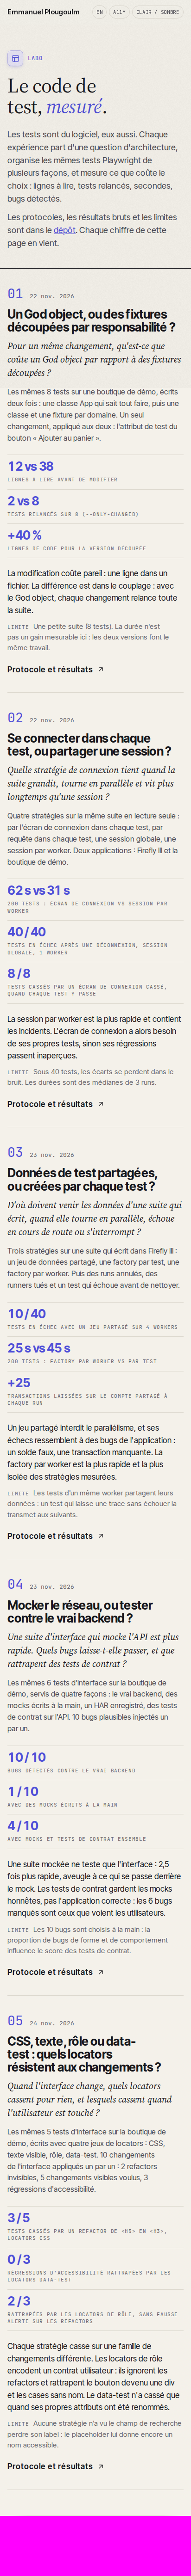 Emmanuel Plougoulm
EN
A11Y
CLAIR / SOMBRE
LABO
Le code de
test, mesuré.
Les tests sont du logiciel, eux aussi. Chaque
expérience part d'une question d'architecture,
organise les mêmes tests Playwright de
plusieurs façons, et mesure ce que coûte le
choix : lignes à lire, tests relancés, secondes,
bugs détectés.
Les protocoles, les résultats bruts et les limites
sont dans le dépôt. Chaque chiffre de cette
page en vient.
01 22 nov. 2026
Un God object, ou des fixtures
découpées par responsabilité ?
Pour un même changement, qu'est-ce que
coûte un God object par rapport à des fixtures
découpées ?
Les mêmes 8 tests sur une boutique de démo, écrits
deux fois : une classe App qui sait tout faire, puis une
classe et une fixture par domaine. Un seul
changement, appliqué aux deux : l'attribut de test du
bouton « Ajouter au panier ».
12 vs 38
LIGNES À LIRE AVANT DE MODIFIER
2 vs 8
TESTS RELANCÉS SUR 8 (--ONLY-CHANGED)
+40 %
LIGNES DE CODE POUR LA VERSION DÉCOUPÉE
La modification coûte pareil : une ligne dans un
fichier. La différence est dans le couplage : avec
le God object, chaque changement relance toute
la suite.
LIMITE Une petite suite (8 tests). La durée n'est
pas un gain mesurable ici : les deux versions font le
même travail.
Protocole et résultats ↗
02 22 nov. 2026
Se connecter dans chaque
test, ou partager une session ?
Quelle stratégie de connexion tient quand la
suite grandit, tourne en parallèle et vit plus
longtemps qu'une session ?
Quatre stratégies sur la même suite en lecture seule :
par l'écran de connexion dans chaque test, par
requête dans chaque test, une session globale, une
session par worker. Deux applications : Firefly III et la
boutique de démo.
62 s vs 31 s
200 TESTS : ÉCRAN DE CONNEXION VS SESSION PAR
WORKER
40 / 40
TESTS EN ÉCHEC APRÈS UNE DÉCONNEXION, SESSION
GLOBALE, 1 WORKER
8 / 8
TESTS CASSÉS PAR UN ÉCRAN DE CONNEXION CASSÉ,
QUAND CHAQUE TEST Y PASSE
La session par worker est la plus rapide et contient
les incidents. L'écran de connexion a alors besoin
de ses propres tests, sinon ses régressions
passent inaperçues.
LIMITE Sous 40 tests, les écarts se perdent dans le
bruit. Les durées sont des médianes de 3 runs.
Protocole et résultats ↗
03 23 nov. 2026
Données de test partagées,
ou créées par chaque test ?
D'où doivent venir les données d'une suite qui
écrit, quand elle tourne en parallèle, échoue
en cours de route ou s'interrompt ?
Trois stratégies sur une suite qui écrit dans Firefly III :
un jeu de données partagé, une factory par test, une
factory par worker. Puis des runs annulés, des
runners tués et un test qui échoue avant de nettoyer.
10 / 40
TESTS EN ÉCHEC AVEC UN JEU PARTAGÉ SUR 4 WORKERS
25 s vs 45 s
200 TESTS : FACTORY PAR WORKER VS PAR TEST
+25
TRANSACTIONS LAISSÉES SUR LE COMPTE PARTAGÉ À
CHAQUE RUN
Un jeu partagé interdit le parallélisme, et ses
échecs ressemblent à des bugs de l'application :
un solde faux, une transaction manquante. La
factory par worker est la plus rapide et la plus
isolée des stratégies mesurées.
LIMITE Les tests d'un même worker partagent leurs
données : un test qui laisse une trace sans échouer la
transmet aux suivants.
Protocole et résultats ↗
04 23 nov. 2026
Mocker le réseau, ou tester
contre le vrai backend ?
Une suite d'interface qui mocke l'API est plus
rapide. Quels bugs laisse-t-elle passer, et que
rattrapent des tests de contrat ?
Les mêmes 6 tests d'interface sur la boutique de
démo, servis de quatre façons : le vrai backend, des
mocks écrits à la main, un HAR enregistré, des tests
de contrat sur l'API. 10 bugs plausibles injectés un
par un.
10 / 10
BUGS DÉTECTÉS CONTRE LE VRAI BACKEND
1 / 10
AVEC DES MOCKS ÉCRITS À LA MAIN
4 / 10
AVEC MOCKS ET TESTS DE CONTRAT ENSEMBLE
Une suite mockée ne teste que l'interface : 2,5
fois plus rapide, aveugle à ce qui se passe derrière
le mock. Les tests de contrat gardent les mocks
honnêtes, pas l'application correcte : les 6 bugs
manqués sont ceux que voient les utilisateurs.
LIMITE Les 10 bugs sont choisis à la main : la
proportion de bugs de forme et de comportement
influence le score des tests de contrat.
Protocole et résultats ↗
05 24 nov. 2026
CSS, texte, rôle ou data-
test : quels locators
résistent aux changements ?
Quand l'interface change, quels locators
cassent pour rien, et lesquels cassent quand
l'utilisateur est touché ?
Les mêmes 5 tests d'interface sur la boutique de
démo, écrits avec quatre jeux de locators : CSS,
texte visible, rôle, data-test. 10 changements
de l'interface appliqués un par un : 2 refactors
invisibles, 5 changements visibles voulus, 3
régressions d'accessibilité.
3 / 5
TESTS CASSÉS PAR UN REFACTOR DE <H5> EN <H3>,
LOCATORS CSS
0 / 3
RÉGRESSIONS D'ACCESSIBILITÉ RATTRAPÉES PAR LES
LOCATORS DATA-TEST
2 / 3
RATTRAPÉES PAR LES LOCATORS DE RÔLE, SANS FAUSSE
ALERTE SUR LES REFACTORS
Chaque stratégie casse sur une famille de
changements différente. Les locators de rôle
encodent un contrat utilisateur : ils ignorent les
refactors et rattrapent le bouton devenu une div
et les cases sans nom. Le data-test n'a cassé que
quand ses propres attributs ont été renommés.
LIMITE Aucune stratégie n'a vu le champ de recherche
perdre son label : le placeholder lui donne encore un
nom accessible.
Protocole et résultats ↗